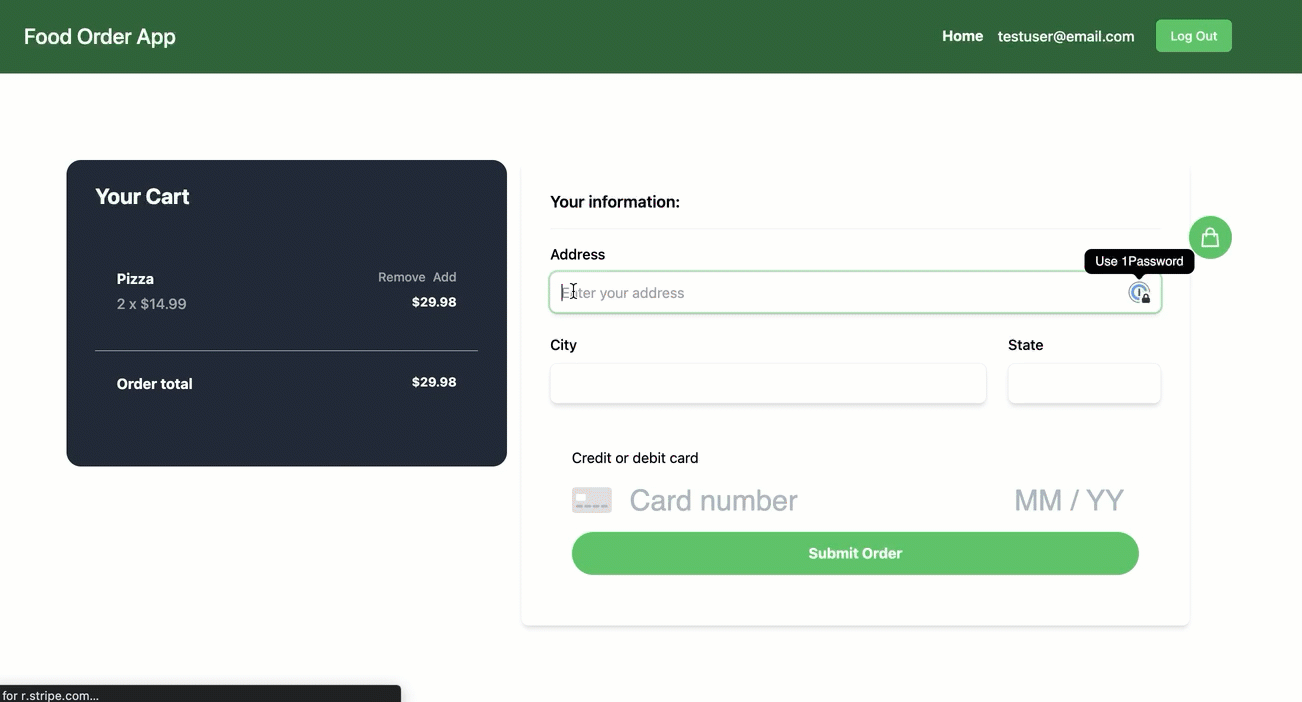 Food Order App
Home testuser@email.com Log Out
Your Cart
Pizza
Remove Add
2 x $14.99
$29.98
Order total
$29.98
Your information:
Address
Use 1Password
Enter your address
City
State
Credit or debit card
Card number
MM / YY
Submit Order
for r.stripe.com...